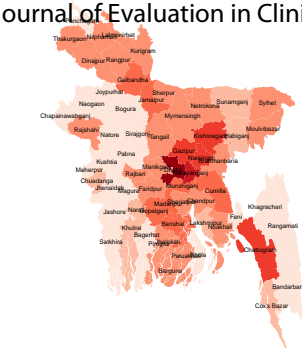 ournal of Evaluation in Clini
Panchagarh
Thakurgaon Nilphamari Lalmonirhat
Kurigram
Dinajpur Rangpur
Gaibandha
Joypurhat Sherpur
Jamalpur
Naogaon Netrokona Sunamganj Sylhet
Bogura
Chapainawabganj Mymensingh
Moulvibazar
Rajshahi Natore Sirajgonj Tangail Kishoreganj Habiganj
Gazipur
Pabna Narsingdi
Kushtia Brahmanbaria
Meherpur Manikganj
Rajbari
Chuadanga Munshiganj
Jhenaidah Magura Faridpur Cumilla
Madaripur Chandpur
Khagrachari
Jashore Gopalganj
Feni
Barishal Lakshmipur
Khulna Noakhali Rangamati
Bagerhat Jhalokati
Satkhira Chattogram
Patuakhali Bhola
Barguna
Bandarban
Cox's Bazar